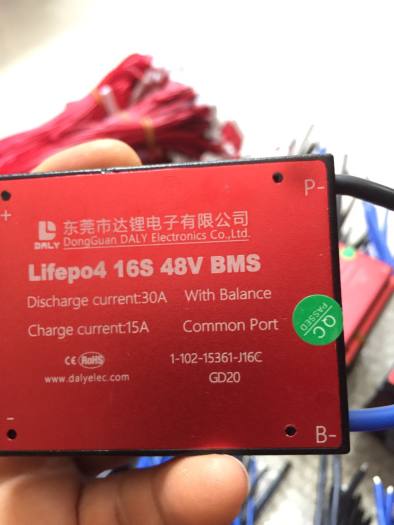 P-
+
DALY
东莞市达锂电子有限公司
DongGuan DALY Electronics Co.,Ltd.
Lifepo4 16S 48V BMS
Discharge current:30A With Balance
Charge current:15A Common Port
QC
PASSED
CE RoHS
1-102-15361-J16C
www.dalyelec.com
GD20
-
B-